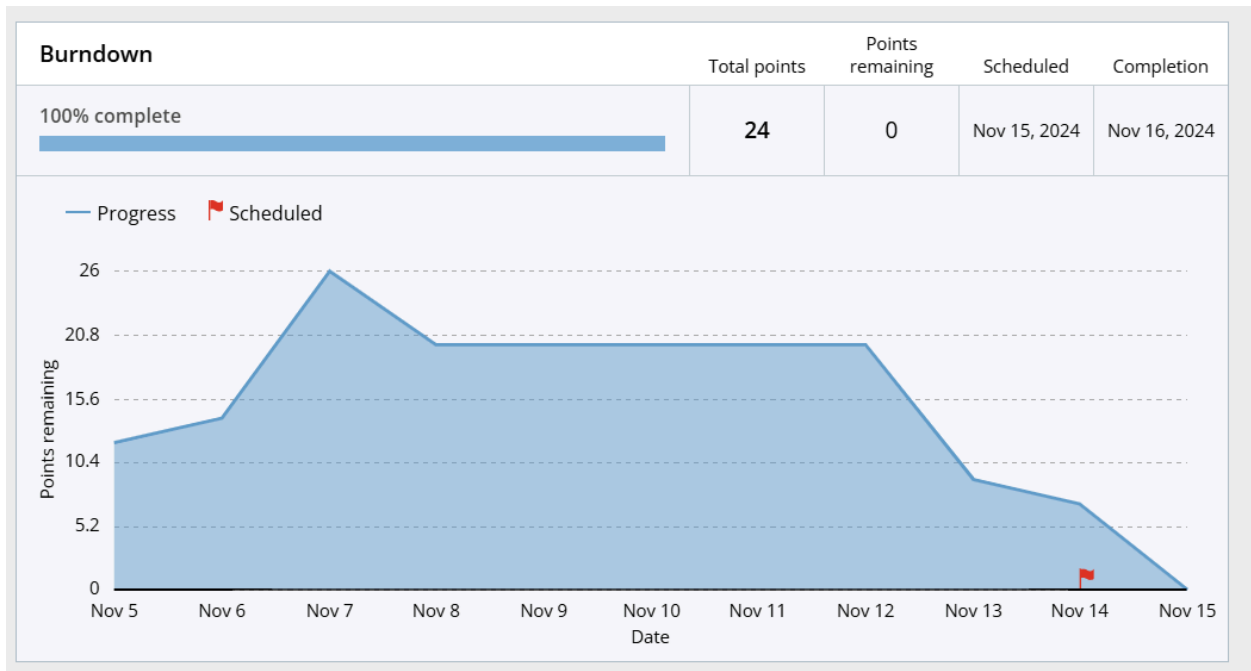 Burndown
Total points
Points
remaining
Scheduled
Completion
100% complete
24
0
Nov 15, 2024
Nov 16, 2024
Progress
Scheduled
26
20.8
15.6
10.4
5.2
0
Points remaining
Nov 5 Nov 6 Nov 7 Nov 8 Nov 9 Nov 10 Nov 11 Nov 12 Nov 13 Nov 14 Nov 15
Date